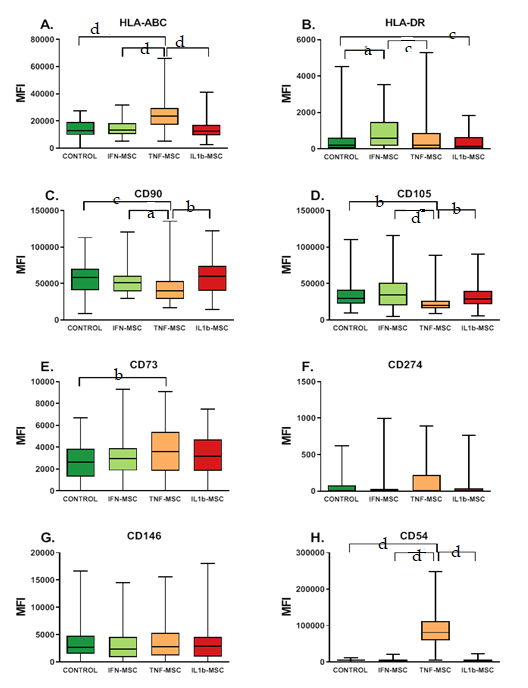 A. HLA-ABC
d d d
80000
60000
40000
20000
0
MFI
CONTROL IFN-MSC TNF-MSC IL1b-MSC
B. HLA-DR
c
a c
6000
4000
2000
0
MFI
CONTROL IFN-MSC TNF-MSC IL1b-MSC
C. CD90
c
a b
150000
100000
50000
0
MFI
CONTROL IFN-MSC TNF-MSC IL1b-MSC
D. CD105
b
d b
150000
100000
50000
0
MFI
CONTROL IFN-MSC TNF-MSC IL1b-MSC
E. CD73
b
10000
8000
6000
4000
2000
0
MFI
CONTROL IFN-MSC TNF-MSC IL1b-MSC
F. CD274
1500
1000
500
0
MFI
CONTROL IFN-MSC TNF-MSC IL1b-MSC
G. CD146
20000
15000
10000
5000
0
MFI
CONTROL IFN-MSC TNF-MSC IL1b-MSC
H. CD54
d
d d
300000
200000
100000
0
MFI
CONTROL IFN-MSC TNF-MSC IL1b-MSC